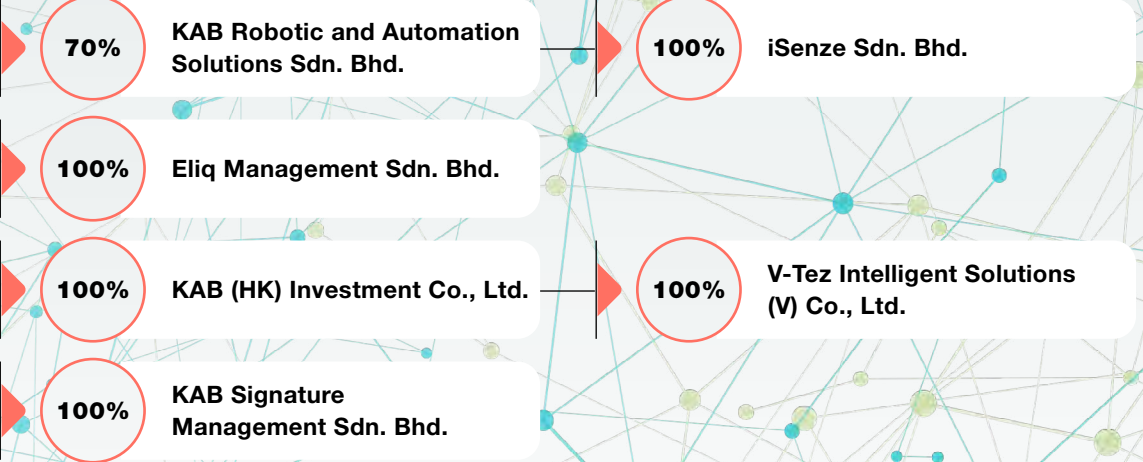 70%
KAB Robotic and Automation
Solutions Sdn. Bhd.
100%
iSenze Sdn. Bhd.
100%
Eliq Management Sdn. Bhd.
100%
KAB (HK) Investment Co., Ltd.
100%
V-Tez Intelligent Solutions
(V) Co., Ltd.
100%
KAB Signature
Management Sdn. Bhd.